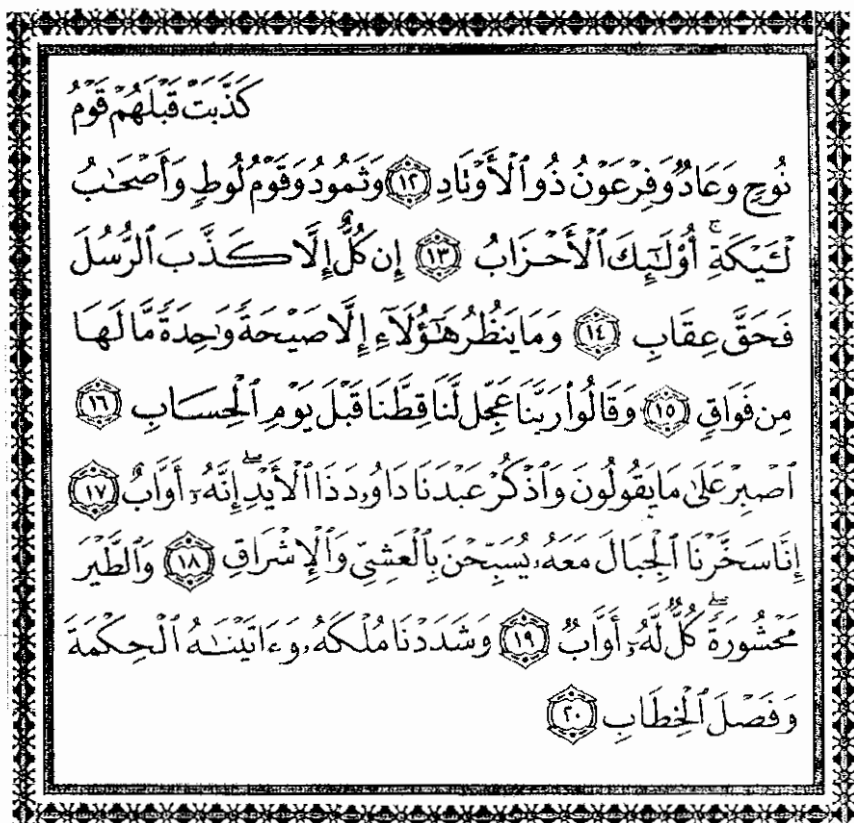 كَذَّبَتْ قَبْلَهُمْ قَوْمُ
نُوحٍ وَعَادٌ وَفِرْعَوْنُ ذُو ٱلْأَوْتَادِ ١٢ وَثَمُودُ وَقَوْمُ لُوطٍ وَأَصْحَٰبُ
لْـَٔيْكَةِ ۚ أُو۟لَٰٓئِكَ ٱلْأَحْزَابُ ١٣ إِن كُلٌّ إِلَّا كَذَّبَ ٱلرُّسُلَ
فَحَقَّ عِقَابِ ١٤ وَمَا يَنظُرُ هَٰٓؤُلَآءِ إِلَّا صَيْحَةً وَٰحِدَةً مَّا لَهَا
مِن فَوَاقٍ ١٥ وَقَالُوا۟ رَبَّنَا عَجِّل لَّنَا قِطَّنَا قَبْلَ يَوْمِ ٱلْحِسَابِ ١٦
ٱصْبِرْ عَلَىٰ مَا يَقُولُونَ وَٱذْكُرْ عَبْدَنَا دَاوُۥدَ ذَا ٱلْأَيْدِ ۖ إِنَّهُۥٓ أَوَّابٌ ١٧
إِنَّا سَخَّرْنَا ٱلْجِبَالَ مَعَهُۥ يُسَبِّحْنَ بِٱلْعَشِىِّ وَٱلْإِشْرَاقِ ١٨ وَٱلطَّيْرَ
مَحْشُورَةً ۖ كُلٌّ لَّهُۥٓ أَوَّابٌ ١٩ وَشَدَدْنَا مُلْكَهُۥ وَءَاتَيْنَٰهُ ٱلْحِكْمَةَ
وَفَصْلَ ٱلْخِطَابِ ٢٠